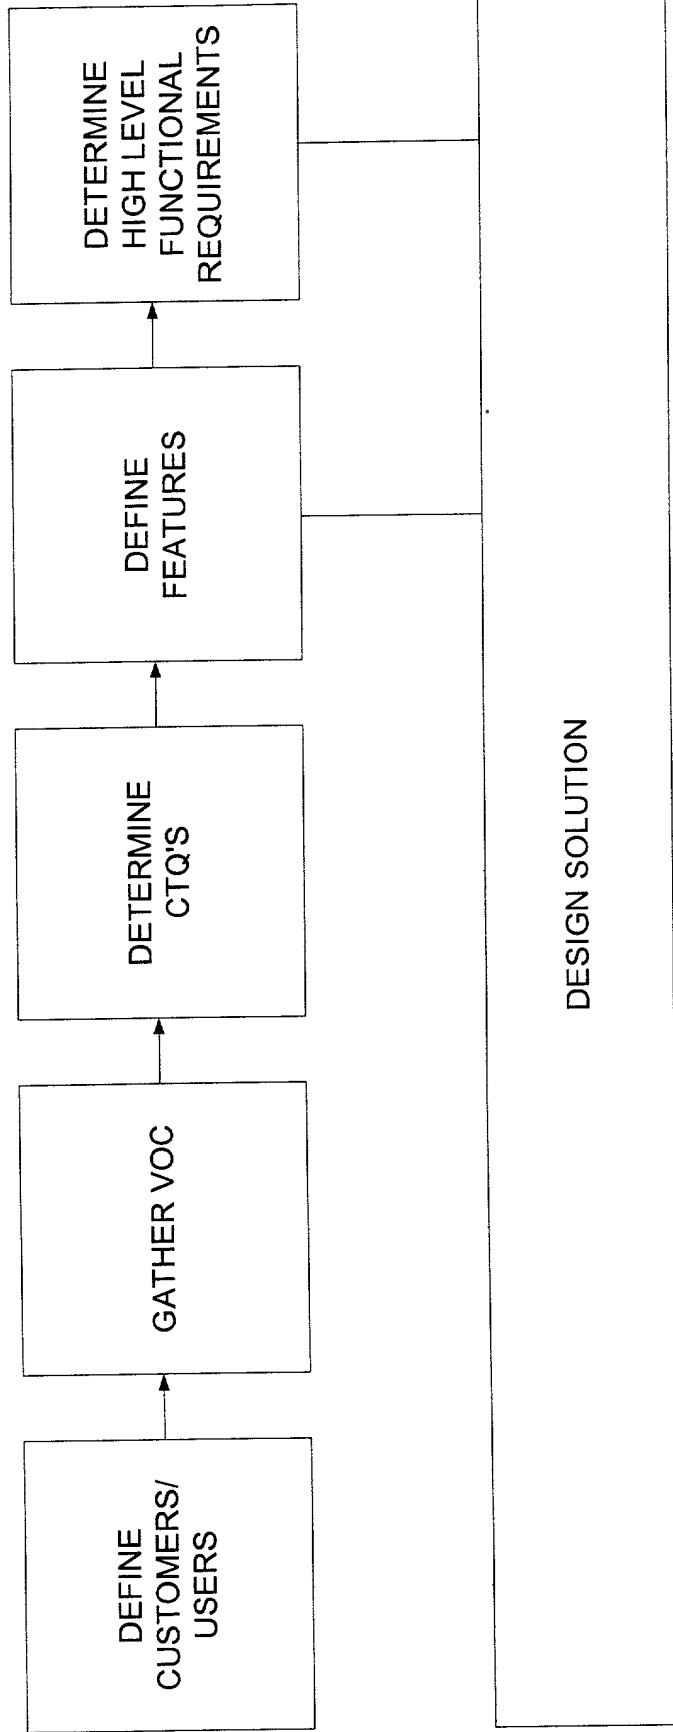 DEFINE
CUSTOMERS/
USERS
GATHER VOC
DETERMINE
CTQ'S
DEFINE
FEATURES
DETERMINE
HIGH LEVEL
FUNCTIONAL
REQUIREMENTS
DESIGN SOLUTION